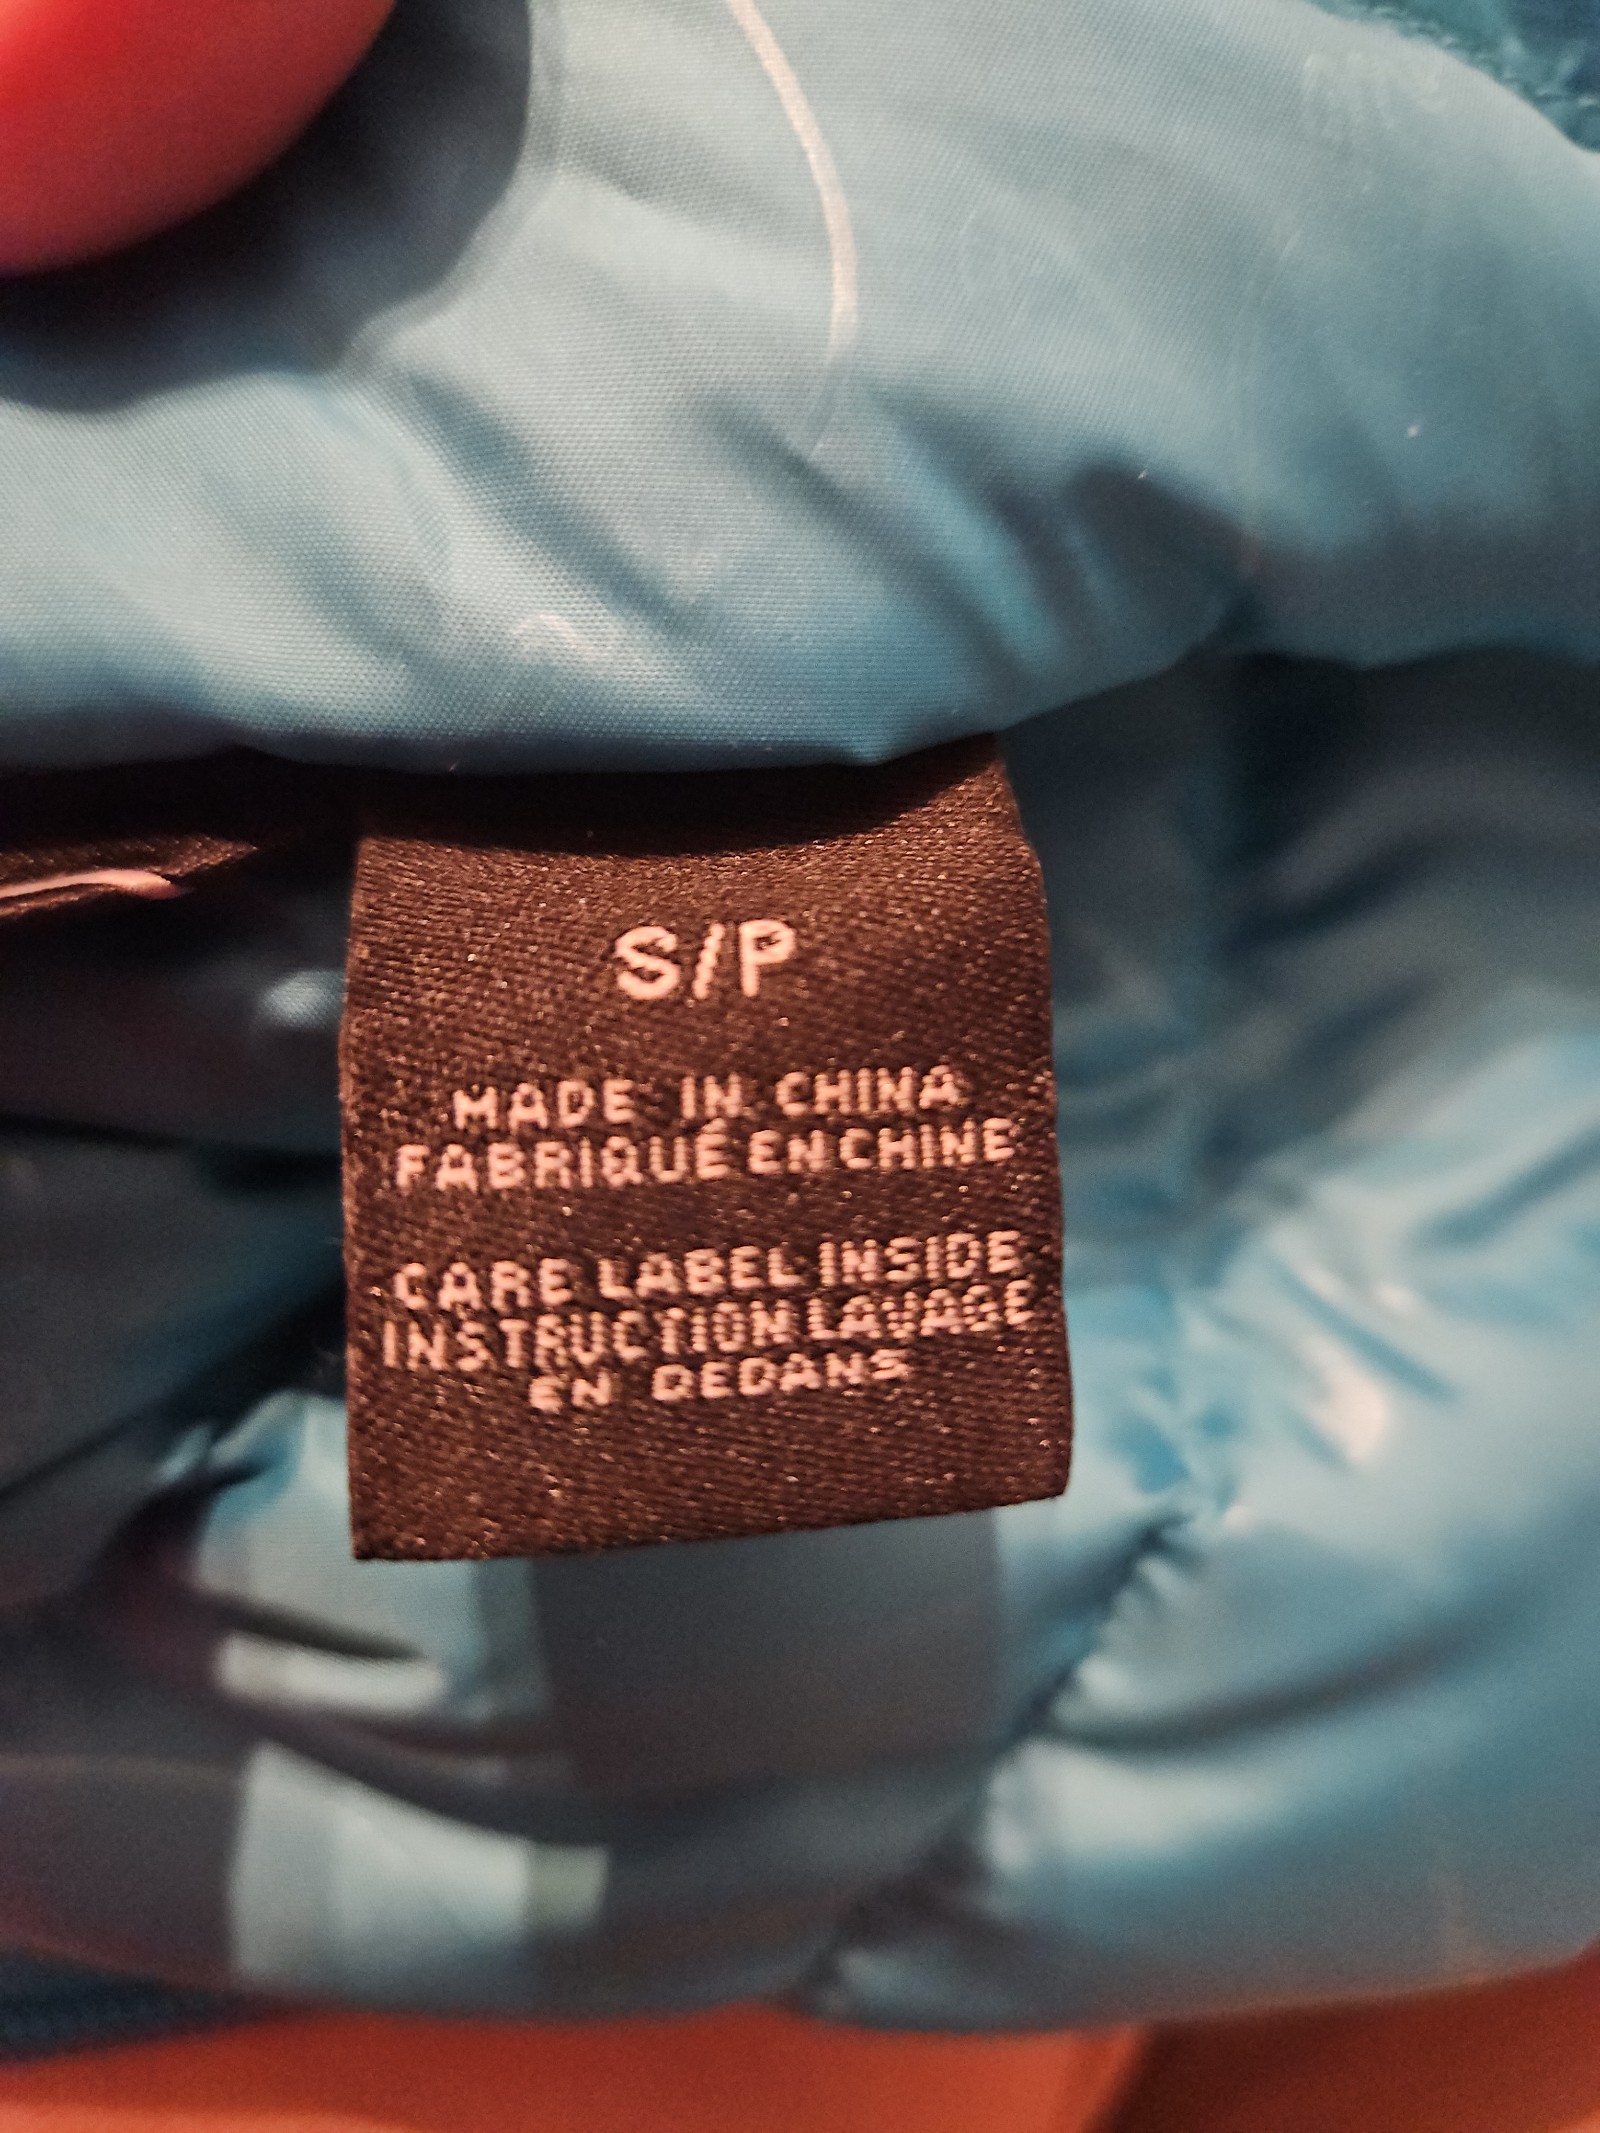 S/P
MADE IN CHINA
FABRIQUÉ EN CHINE
CARE LABEL INSIDE
INSTRUCTION LAVAGE
EN DEDANS